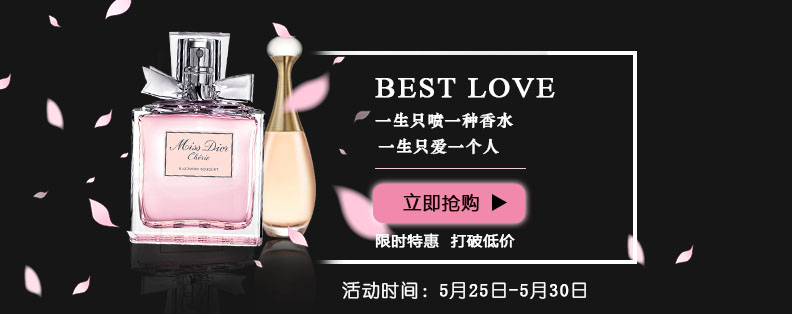 Miss Dior
Chérie
BLOOMING BOUQUET
BEST LOVE
一生只喷一种香水
一生只爱一个人
立即抢购
限时特惠 打破低价
活动时间：5月25日-5月30日